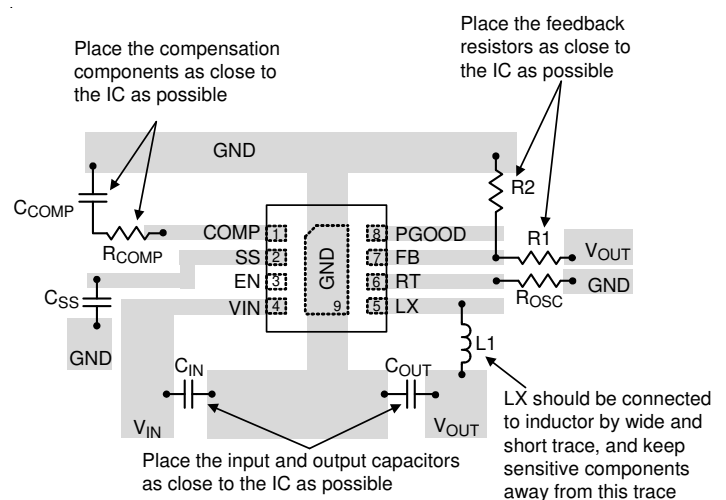 Place the compensation
components as close to
the IC as possible
Place the feedback
resistors as close to
the IC as possible
GND
R2
CCOMP
RCOMP
COMP 1
8 PGOOD
R1
VOUT
SS 2
7 FB
GND
EN 3
6 RT
ROSC
GND
CSS
VIN 4
9
5 LX
GND
L1
CIN
COUT
VIN
VOUT
LX should be connected
to inductor by wide and
short trace, and keep
sensitive components
away from this trace
Place the input and output capacitors
as close to the IC as possible